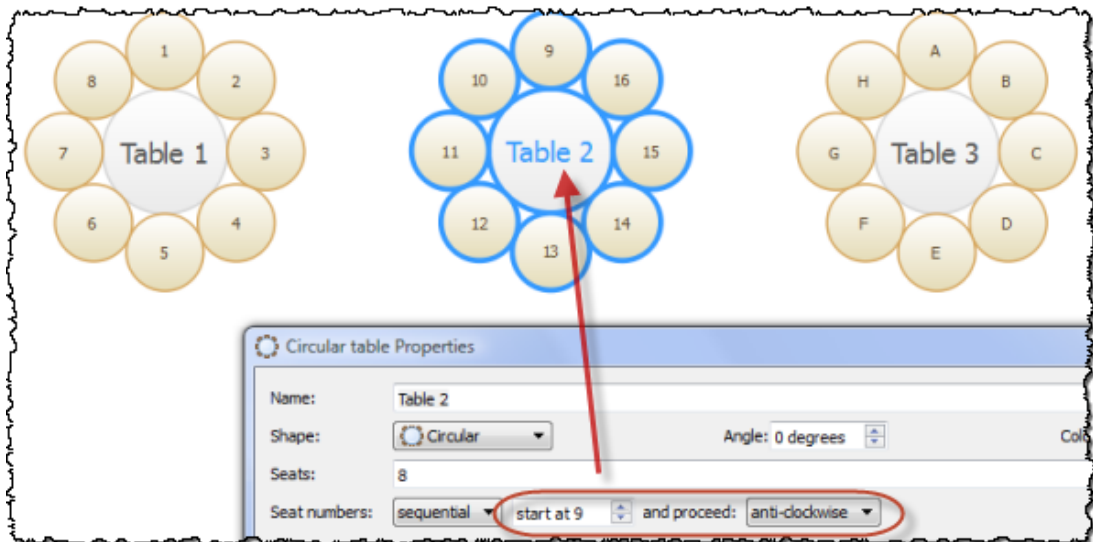 1
8
2
7
Table 1
3
6
4
5
9
10
16
11
Table 2
15
12
14
13
A
H
B
G
Table 3
C
F
D
E
Circular table Properties
Name: Table 2
Shape: Circular Angle: 0 degrees
Seats: 8
Seat numbers: sequential start at 9 and proceed: anti-clockwise